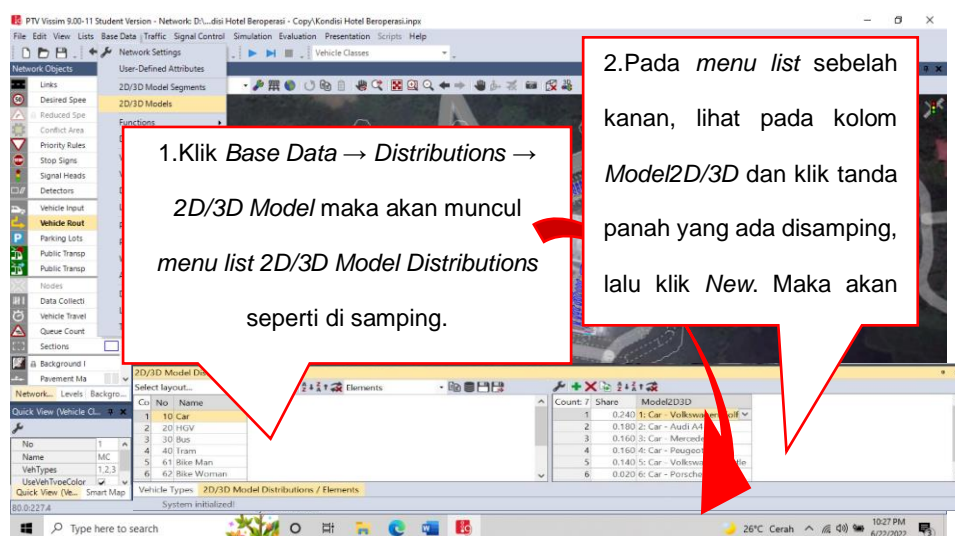 PTV Vissim 9.00-11 Student Version - Network: D:\...disi Hotel Beroperasi - Copy\Kondisi Hotel Beroperasi.inpx
File Edit View Lists Base Data Traffic Signal Control Simulation Evaluation Presentation Scripts Help
Network Settings
Vehicle Classes
Network Objects
User-Defined Attributes
2D/3D Model Segments
2D/3D Models
Functions
Links
Desired Spee
Reduced Spe
Conflict Area
Priority Rules
Stop Signs
Signal Heads
Detectors
Vehicle Input
Vehicle Rout
Parking Lots
Public Transp
Public Transp
Nodes
Data Collecti
Vehicle Travel
Queue Count
Sections
Background I
Pavement Ma
Network... Levels Backgro...
1.Klik Base Data → Distributions →
2D/3D Model maka akan muncul
menu list 2D/3D Model Distributions
seperti di samping.
2.Pada menu list sebelah
kanan, lihat pada kolom
Model2D/3D dan klik tanda
panah yang ada disamping,
lalu klik New. Maka akan
2D/3D Model Dis
Select layout...
Elements
Co No Name
1 10 Car
2 20 HGV
3 30 Bus
4 40 Tram
5 61 Bike Man
6 62 Bike Woman
Count: 7 Share Model2D3D
1 0.240 1: Car - Volkswagen Golf
2 0.180 2: Car - Audi A4
3 0.160 3: Car - Mercede
4 0.160 4: Car - Peugeot
5 0.140 5: Car - Volkswa tle
6 0.020 6: Car - Porsche
Vehicle Types 2D/3D Model Distributions / Elements
Quick View (Vehicle Cl...
No 1
Name MC
VehTypes 1,2,3
UseVehTypeColor
Quick View (Ve... Smart Map
80.0:227.4
System initialized!
Type here to search
26°C Cerah
10:27 PM
6/22/2022